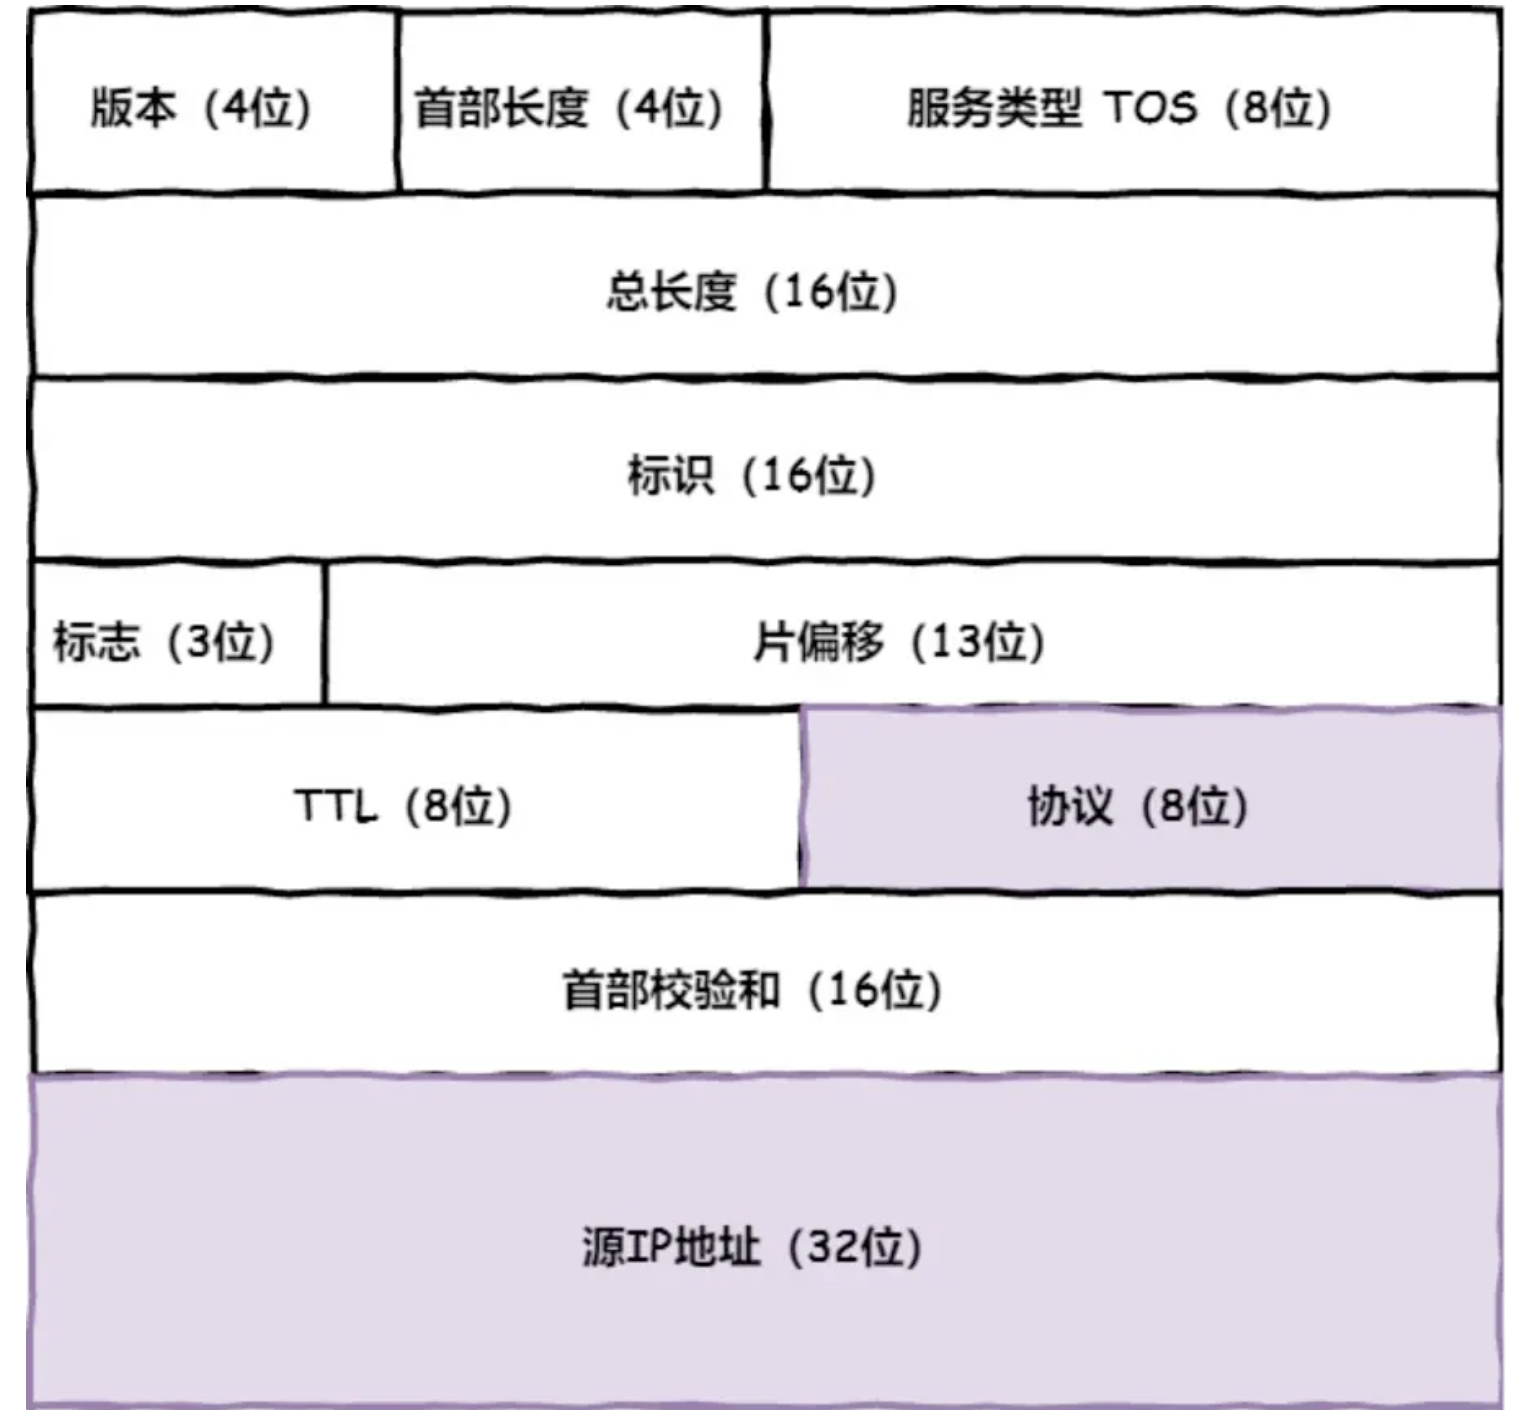 版本（4位）
首部长度（4位）
服务类型 TOS（8位）
总长度（16位）
标识（16位）
标志（3位）
片偏移（13位）
TTL（8位）
协议（8位）
首部校验和（16位）
源IP地址（32位）